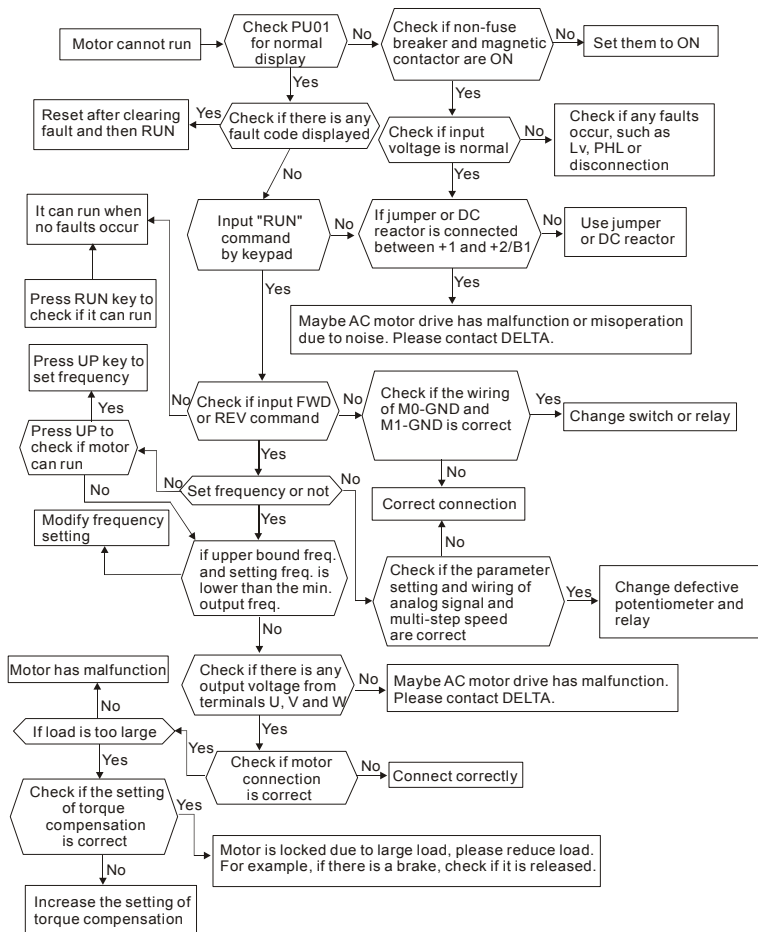 Motor cannot run
Check PU01
for normal
display
No
Check if non-fuse
breaker and magnetic
contactor are ON
No
Set them to ON
Yes
Yes
Reset after clearing
fault and then RUN
Yes
Check if there is any
fault code displayed
Check if input
voltage is normal
No
Check if any faults
occur, such as
Lv, PHL or
disconnection
No
Yes
It can run when
no faults occur
Input "RUN"
command
by keypad
No
If jumper or DC
reactor is connected
between +1 and +2/B1
No
Use jumper
or DC reactor
Press RUN key to
check if it can run
Yes
Yes
Maybe AC motor drive has malfunction or misoperation
due to noise. Please contact DELTA.
Press UP key to
set frequency
No
Check if input FWD
or REV command
No
Check if the wiring
of M0-GND and
M1-GND is correct
Yes
Change switch or relay
Yes
Press UP to
check if motor
can run
Yes
No
No
Set frequency or not
No
No
Correct connection
Modify frequency
setting
Yes
No
if upper bound freq.
and setting freq. is
lower than the min.
output freq.
Check if the parameter
setting and wiring of
analog signal and
multi-step speed
are correct
Yes
Change defective
potentiometer and
relay
No
Motor has malfunction
Check if there is any
output voltage from
terminals U, V and W
No
Maybe AC motor drive has malfunction.
Please contact DELTA.
No
Yes
If load is too large
Yes
Check if motor
connection
is correct
No
Connect correctly
Yes
Check if the setting
of torque
compensation
is correct
Yes
Motor is locked due to large load, please reduce load.
For example, if there is a brake, check if it is released.
No
Increase the setting of
torque compensation